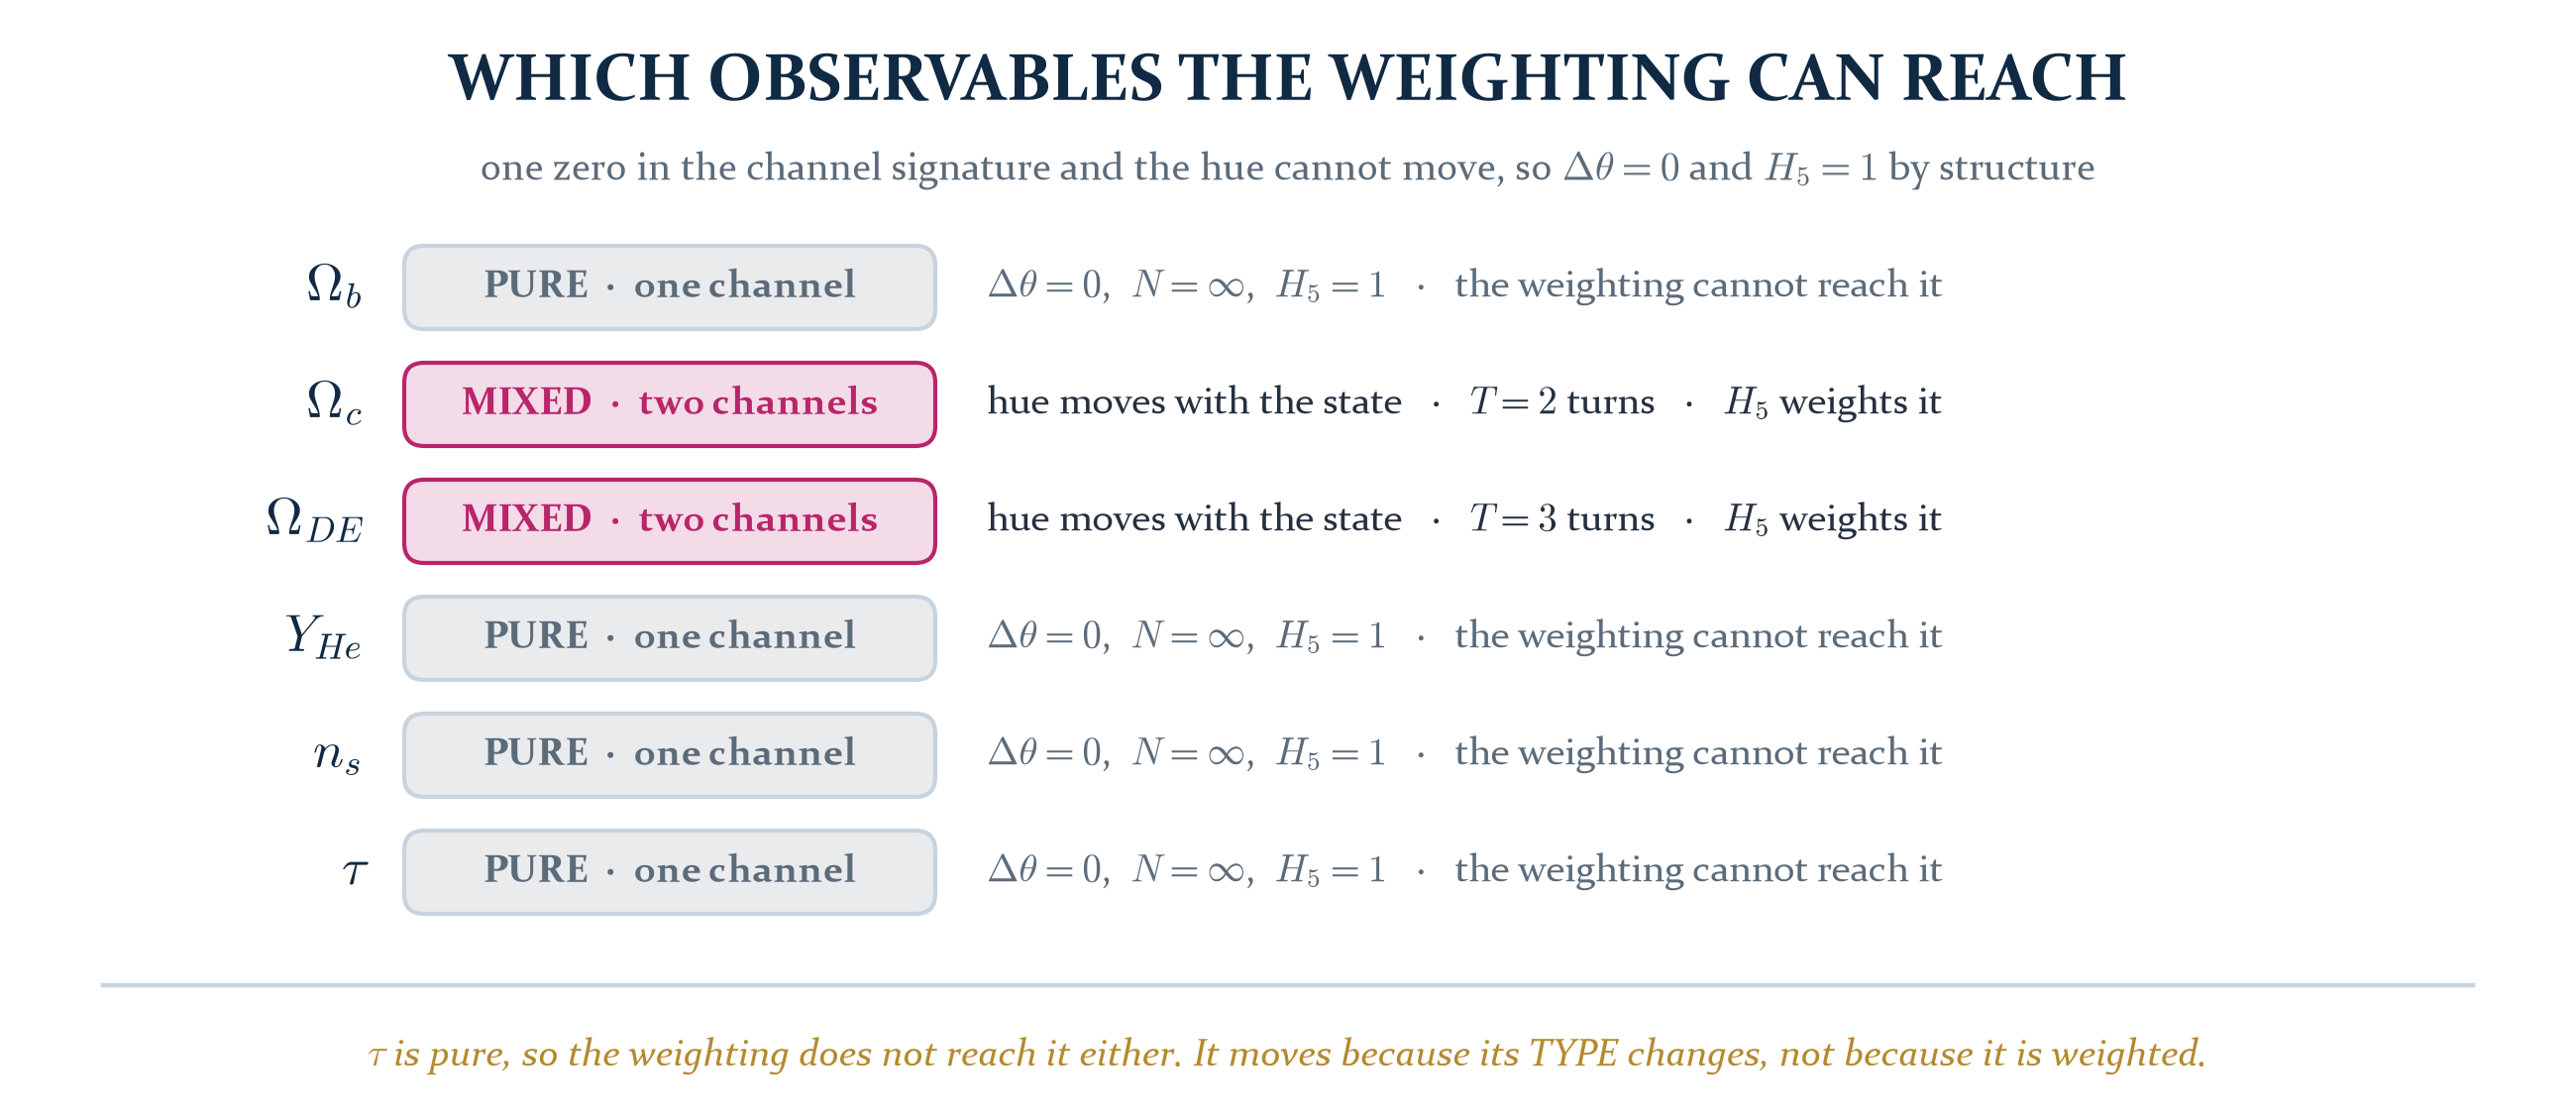 WHICH OBSERVABLES THE WEIGHTING CAN REACH
one zero in the channel signature and the hue cannot move, so Δθ = 0 and H₅ = 1 by structure
Ω_b PURE · one channel Δθ = 0, N = ∞, H₅ = 1 · the weighting cannot reach it
Ω_c MIXED · two channels hue moves with the state · T = 2 turns · H₅ weights it
Ω_DE MIXED · two channels hue moves with the state · T = 3 turns · H₅ weights it
Y_He PURE · one channel Δθ = 0, N = ∞, H₅ = 1 · the weighting cannot reach it
n_s PURE · one channel Δθ = 0, N = ∞, H₅ = 1 · the weighting cannot reach it
τ PURE · one channel Δθ = 0, N = ∞, H₅ = 1 · the weighting cannot reach it
τ is pure, so the weighting does not reach it either. It moves because its TYPE changes, not because it is weighted.